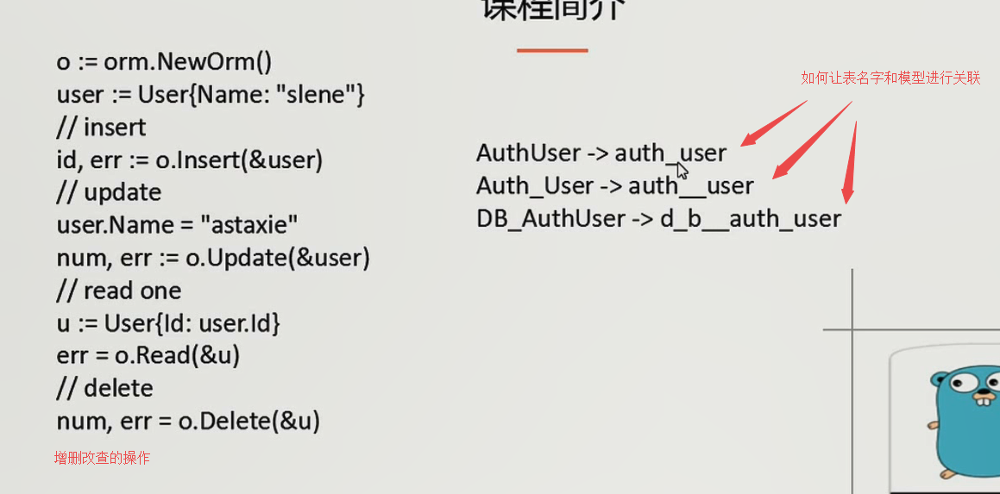 课程简介
o := orm.NewOrm()
user := User{Name: "slene"}
// insert
id, err := o.Insert(&user)
// update
user.Name = "astaxie"
num, err := o.Update(&user)
// read one
u := User{Id: user.Id}
err = o.Read(&u)
// delete
num, err = o.Delete(&u)
增删改查的操作
如何让表名字和模型进行关联
AuthUser -> auth_user
Auth_User -> auth__user
DB_AuthUser -> d_b__auth_user